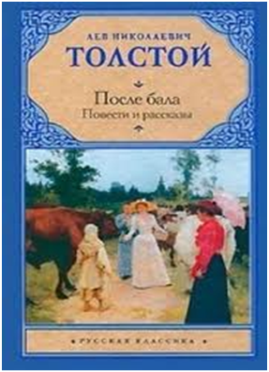 ЛЕВ НИКОЛАЕВИЧ
ТОЛСТОЙ
После бала
Повести и рассказы
РУССКАЯ КЛАССИКА